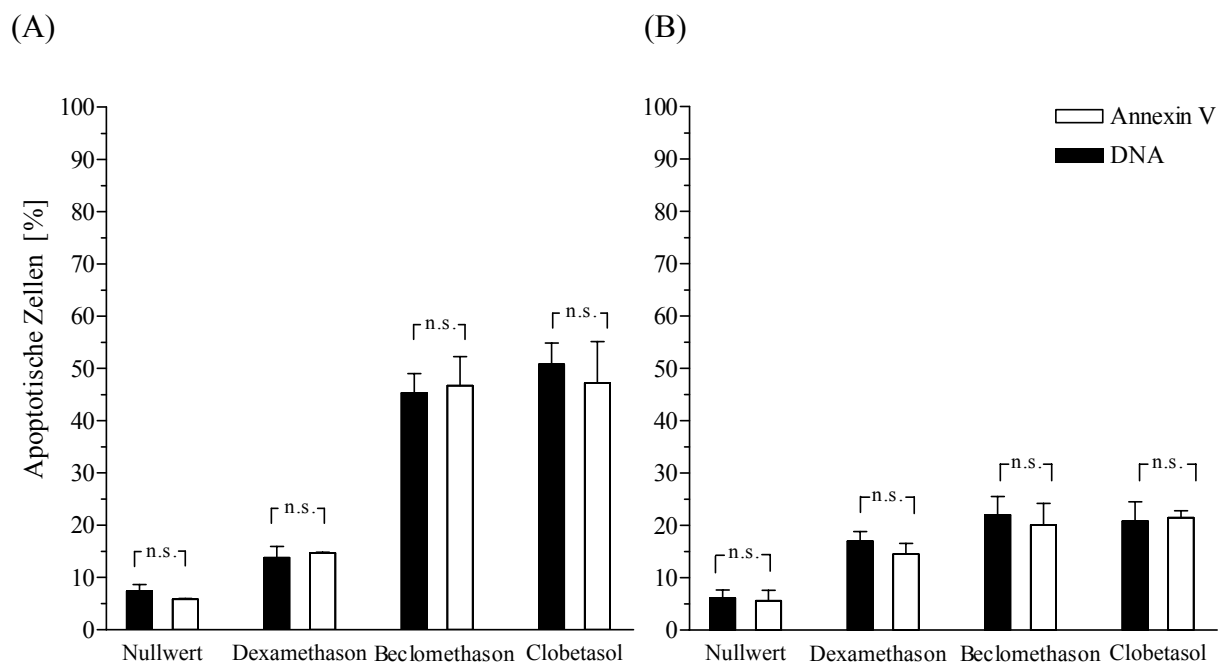 (A)
(B)
Apoptotische Zellen [%]
100
90
80
70
60
50
40
30
20
10
0
n.s.
n.s.
n.s.
n.s.
Nullwert Dexamethason Beclomethason Clobetasol
100
90
80
70
60
50
40
30
20
10
0
Annexin V
DNA
n.s.
n.s.
n.s.
n.s.
Nullwert Dexamethason Beclomethason Clobetasol